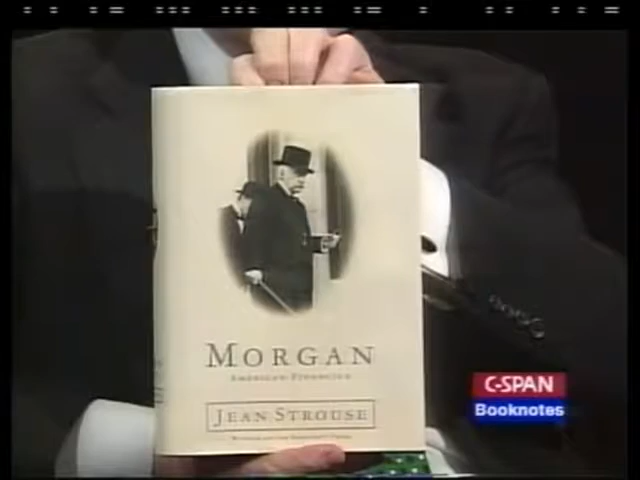 MORGAN
AMERICAN FINANCIER
JEAN STROUSE
C-SPAN
Booknotes